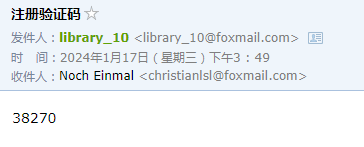 注册验证码
发件人：library_10 <library_10@foxmail.com>
时　间：2024年1月17日（星期三）下午3：49
收件人：Noch Einmal <christianlsl@foxmail.com>
38270